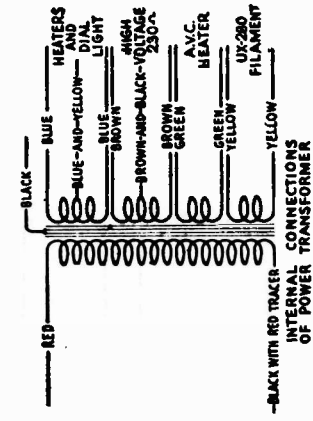 BLACK
RED
BLUE
HEATERS
AND
DIAL
LIGHT
BLUE-AND-YELLOW
BLUE
BROWN
HIGH
VOLTAGE
230Ω
BROWN-AND-BLACK
BROWN
GREEN
A.V.C.
HEATER
GREEN
YELLOW
UX-280
FILAMENT
YELLOW
BLACK WITH RED TRACER
INTERNAL CONNECTIONS
OF POWER TRANSFORMER